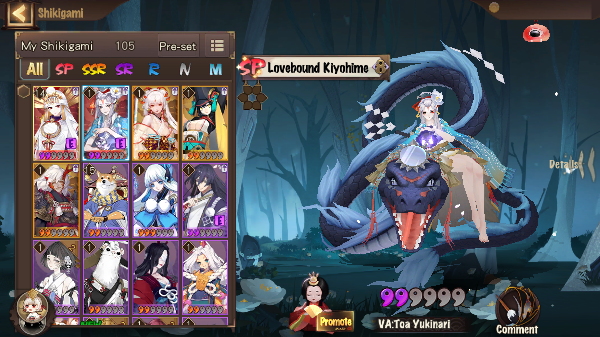 Shikigami
My Shikigami 105 Pre-set
All SP SSR SR R N M
SP Lovebound Kiyohime
Details
15
Promote
VA:Toa Yukinari
Comment